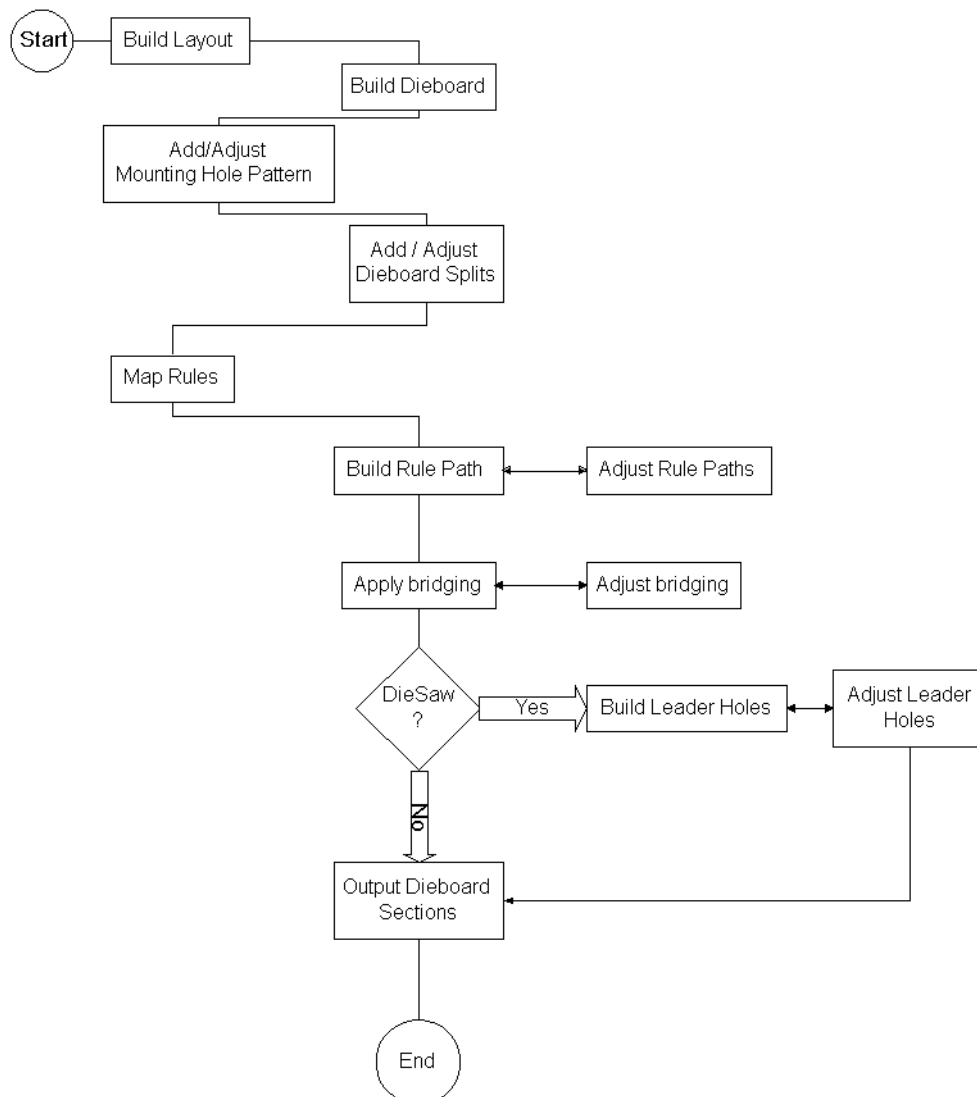 Start
Build Layout
Build Dieboard
Add/Adjust
Mounting Hole Pattern
Add / Adjust
Dieboard Splits
Map Rules
Build Rule Path
Adjust Rule Paths
Apply bridging
Adjust bridging
DieSaw
?
Yes
Build Leader Holes
Adjust Leader
Holes
No
Output Dieboard
Sections
End